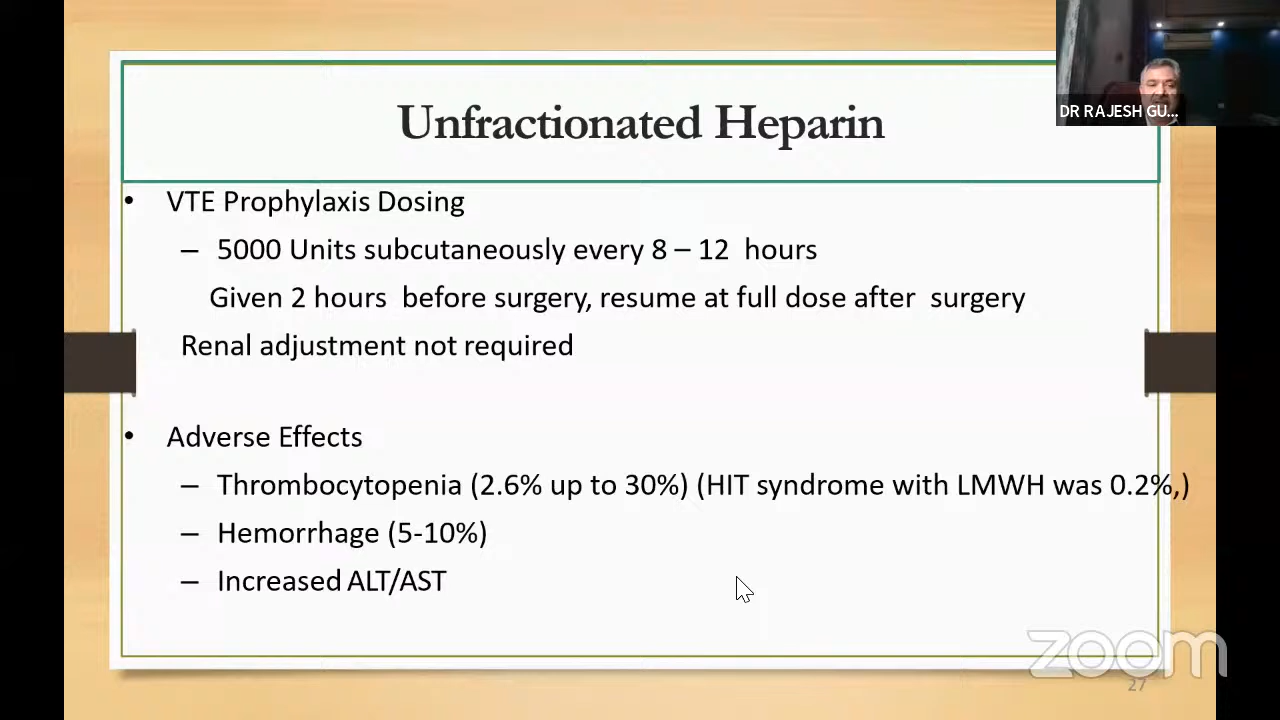 DR RAJESH GU...
Unfractionated Heparin
• VTE Prophylaxis Dosing
– 5000 Units subcutaneously every 8 – 12 hours
Given 2 hours before surgery, resume at full dose after surgery
Renal adjustment not required
• Adverse Effects
– Thrombocytopenia (2.6% up to 30%) (HIT syndrome with LMWH was 0.2%,)
– Hemorrhage (5-10%)
– Increased ALT/AST
zoom
27